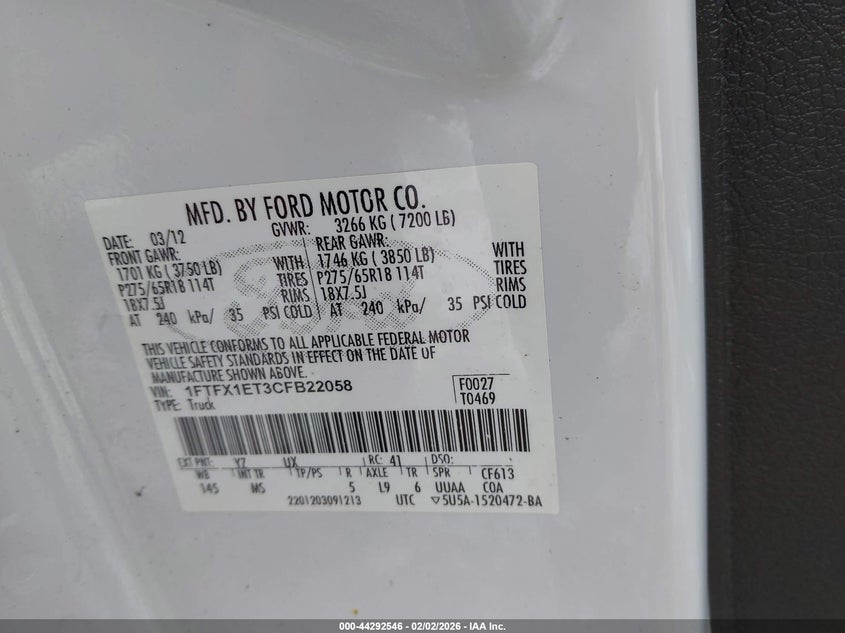 MFD. BY FORD MOTOR CO.
DATE: 03/12 GVWR: 3266 KG ( 7200 LB)
FRONT GAWR: REAR GAWR:
1701 KG ( 3750 LB) WITH 1746 KG ( 3850 LB) WITH
P275/65R18 114T TIRES P275/65R18 114T TIRES
18X7.5J RIMS 18X7.5J RIMS
AT 240 kPa/ 35 PSI COLD AT 240 kPa/ 35 PSI COLD
THIS VEHICLE CONFORMS TO ALL APPLICABLE FEDERAL MOTOR
VEHICLE SAFETY STANDARDS IN EFFECT ON THE DATE OF
MANUFACTURE SHOWN ABOVE.
VIN: 1FTFX1ET3CFB22058 F0027
TYPE: Truck T0469
EXT PNT: YZ UX RC: 41 DSO:
WB INT TR TP/PS R AXLE TR SPR CF613
145 MS 5 L9 6 UUAA COA
2201203091213 UTC ▽5U5A-1520472-BA
000-44292546 - 02/02/2026 - IAA Inc.